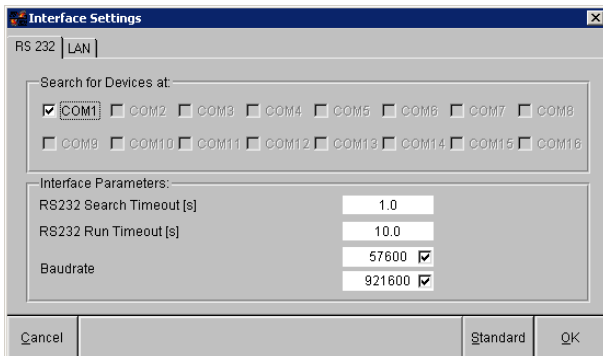 Interface Settings
RS 232 LAN
Search for Devices at:
COM1 COM2 COM3 COM4 COM5 COM6 COM7 COM8
COM9 COM10 COM11 COM12 COM13 COM14 COM15 COM16
Interface Parameters:
RS232 Search Timeout [s] 1.0
RS232 Run Timeout [s] 10.0
Baudrate 57600
921600
Cancel Standard OK